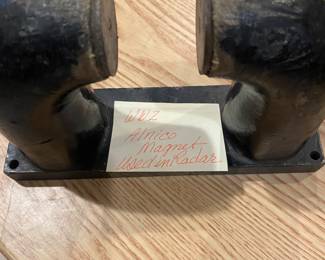 WW2
Alnico
Magnet
Used in Radar